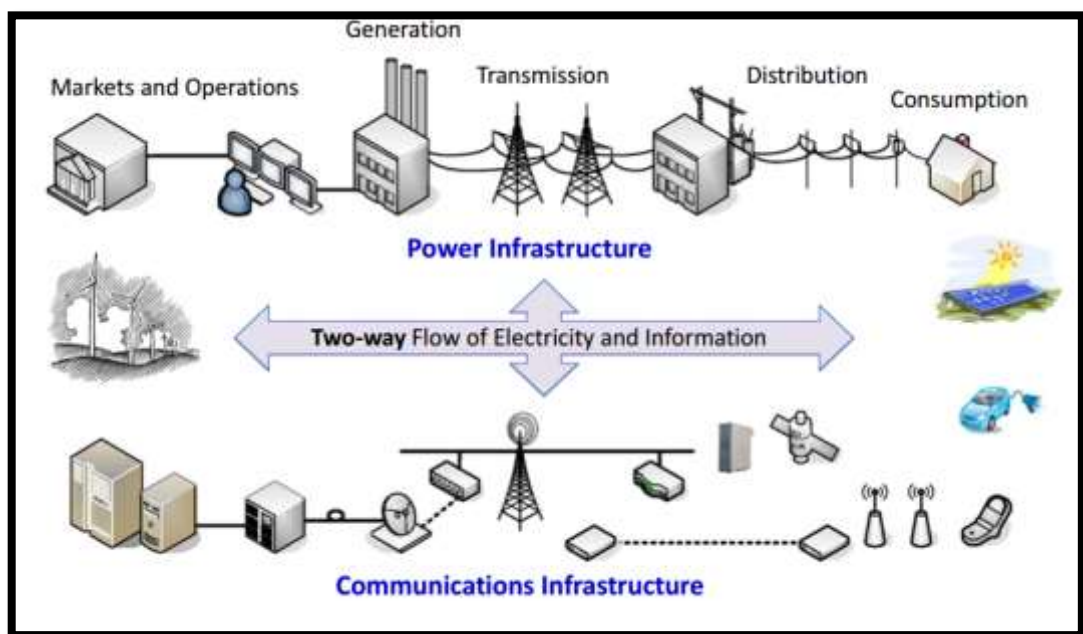 Generation
Markets and Operations
Transmission
Distribution
Consumption
Power Infrastructure
Two-way Flow of Electricity and Information
Communications Infrastructure